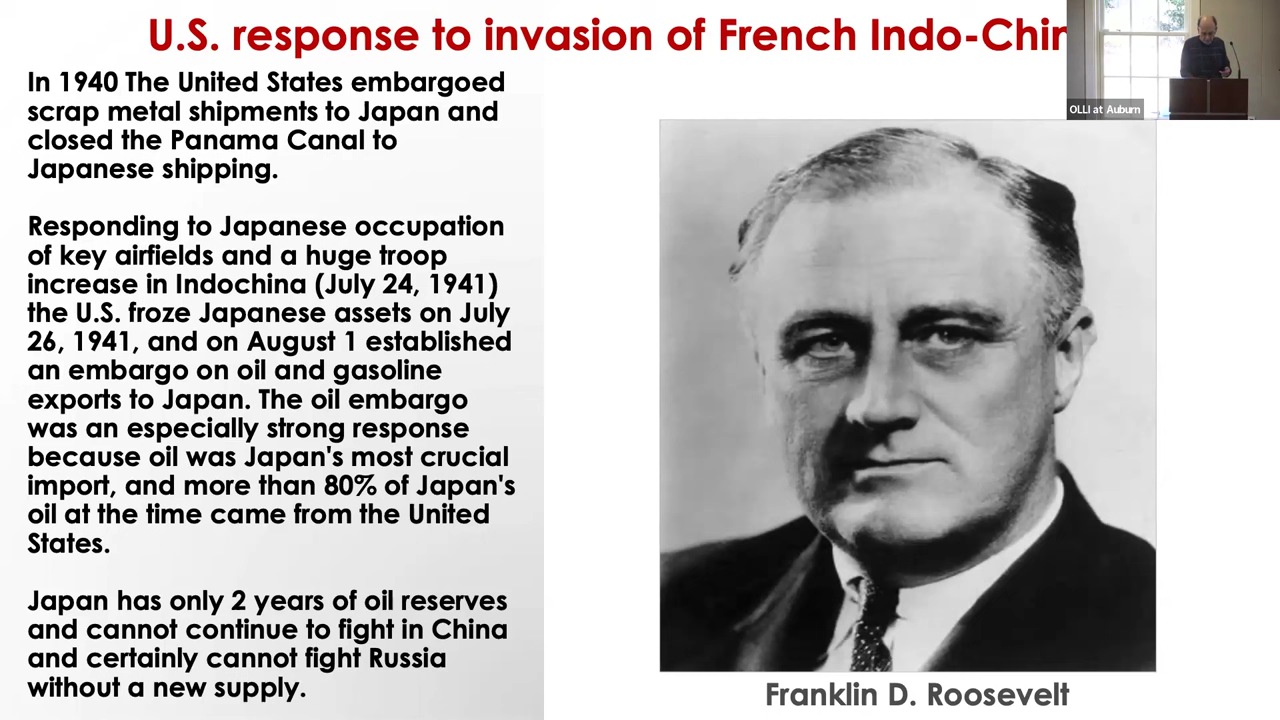 U.S. response to invasion of French Indo-Chin
OLLI at Auburn
In 1940 The United States embargoed
scrap metal shipments to Japan and
closed the Panama Canal to
Japanese shipping.
Responding to Japanese occupation
of key airfields and a huge troop
increase in Indochina (July 24, 1941)
the U.S. froze Japanese assets on July
26, 1941, and on August 1 established
an embargo on oil and gasoline
exports to Japan. The oil embargo
was an especially strong response
because oil was Japan's most crucial
import, and more than 80% of Japan's
oil at the time came from the United
States.
Japan has only 2 years of oil reserves
and cannot continue to fight in China
and certainly cannot fight Russia
without a new supply.
Franklin D. Roosevelt